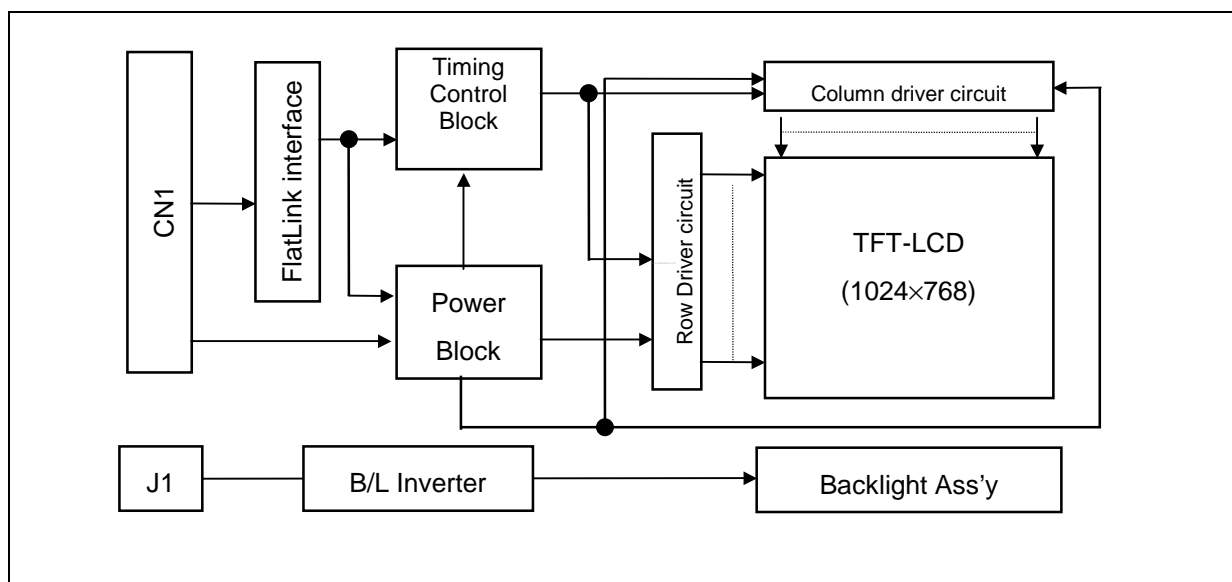 CN1
FlatLink interface
Timing
Control
Block
Power
Block
Row Driver circuit
Column driver circuit
TFT-LCD
(1024×768)
J1
B/L Inverter
Backlight Ass’y